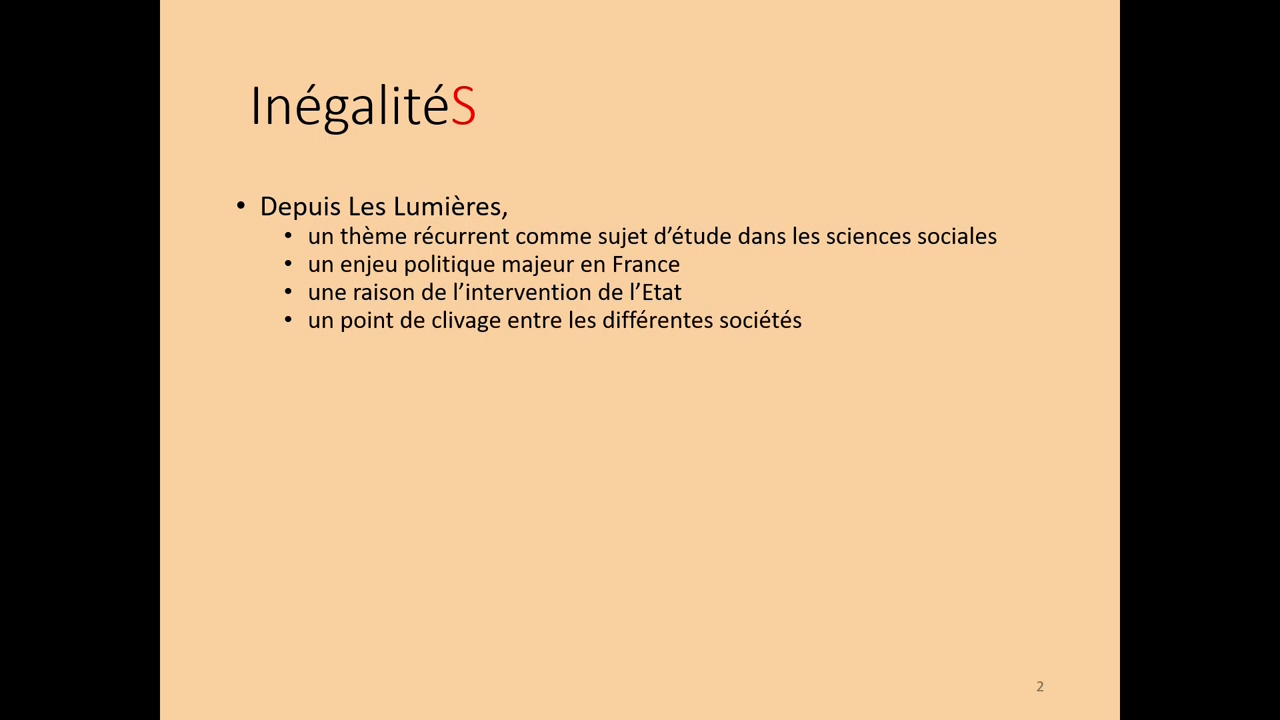 InégalitéS
• Depuis Les Lumières,
• un thème récurrent comme sujet d’étude dans les sciences sociales
• un enjeu politique majeur en France
• une raison de l’intervention de l’Etat
• un point de clivage entre les différentes sociétés
2